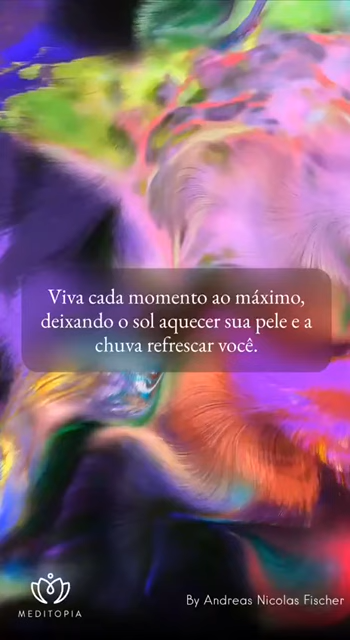 Viva cada momento ao máximo,
deixando o sol aquecer sua pele e a
chuva refrescar você.
MEDITOPIA
By Andreas Nicolas Fischer